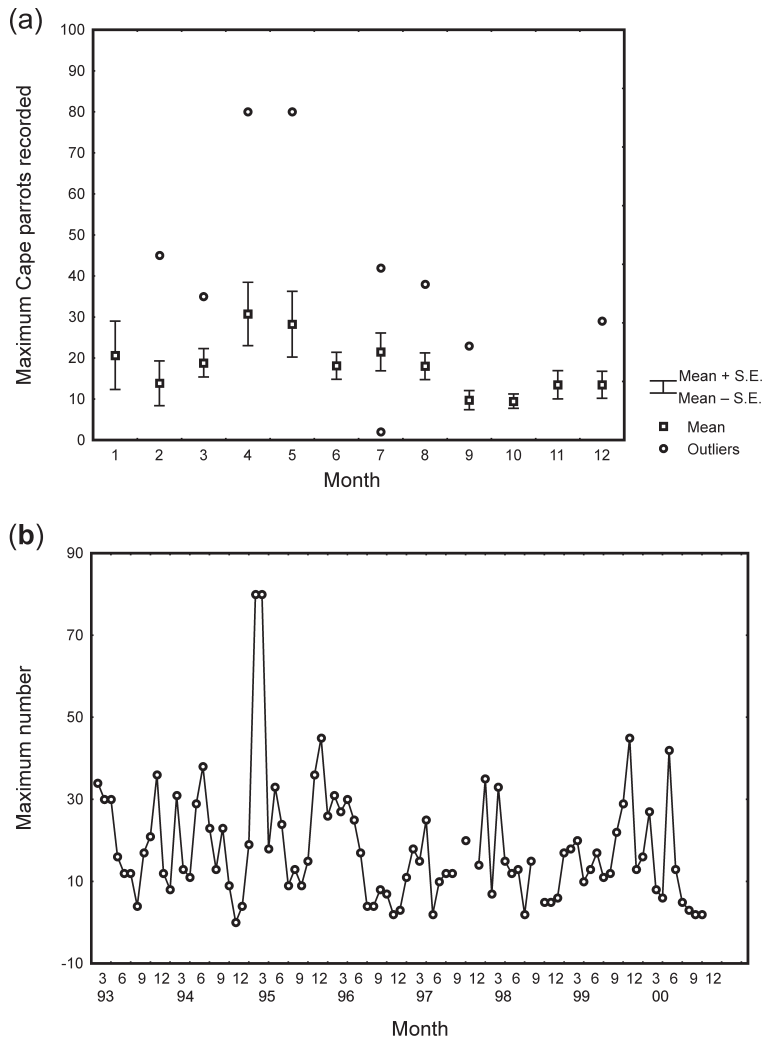 (a)
100
90
80
70
60
50
40
30
20
10
0
Maximum Cape parrots recorded
1 2 3 4 5 6 7 8 9 10 11 12
Month
Mean + S.E.
Mean – S.E.
Mean
Outliers
(b)
90
70
50
30
10
-10
Maximum number
3 6 9 12 3 6 9 12 3 6 9 12 3 6 9 12 3 6 9 12 3 6 9 12 3 6 9 12 3 6 9 12
93 94 95 96 97 98 99 00
Month